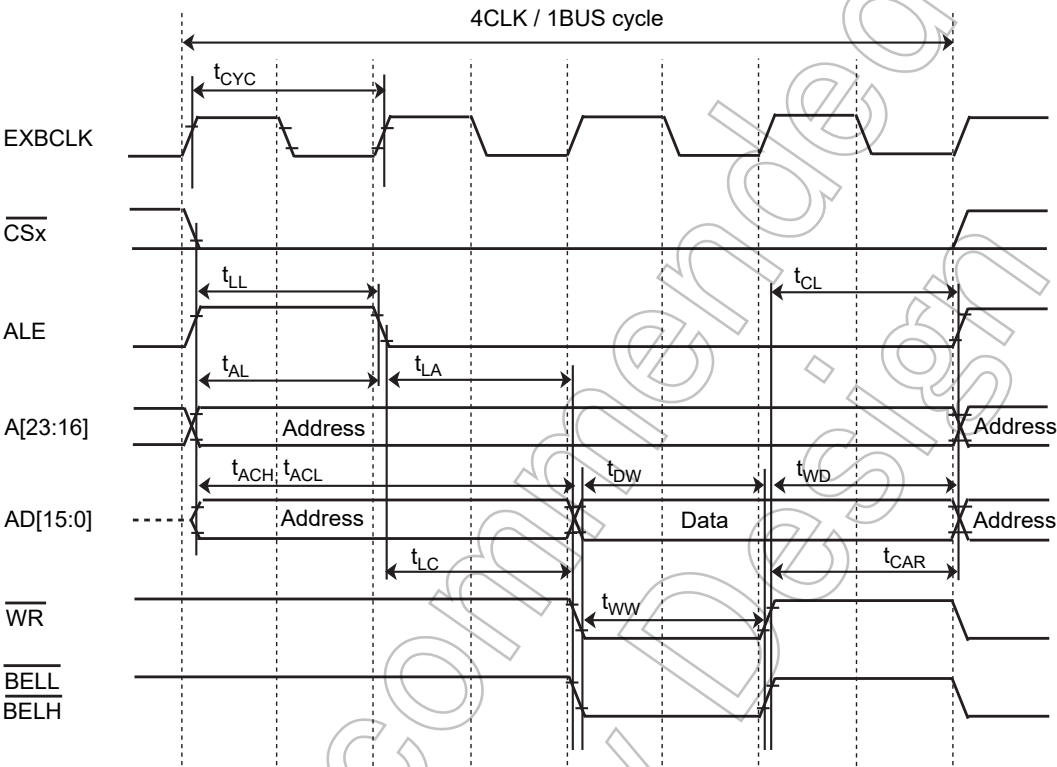 4CLK / 1BUS cycle
tCYC
EXBCLK
CSx
tLL
tCL
ALE
tAL
tLA
A[23:16]
Address
Address
tACH, tACL
tDW
tWD
AD[15:0]
Address
Data
Address
tLC
tCAR
WR
tWW
BELL
BELH